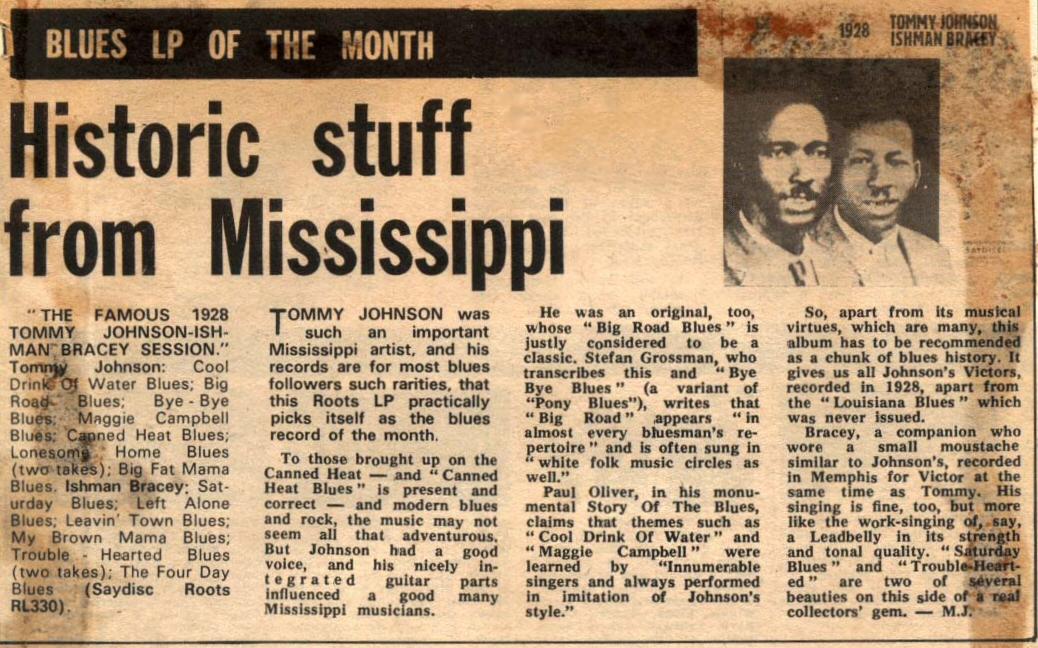 BLUES LP OF THE MONTH
1928 TOMMY JOHNSON
ISHMAN BRACEY
Historic stuff
from Mississippi
SAYDISC
"THE FAMOUS 1928
TOMMY JOHNSON-ISH-
MAN BRACEY SESSION."
Tommy Johnson: Cool
Drink Of Water Blues; Big
Road Blues; Bye-Bye
Blues; Maggie Campbell
Blues; Canned Heat Blues;
Lonesome Home Blues
(two takes); Big Fat Mama
Blues. Ishman Bracey: Sat-
urday Blues; Left Alone
Blues; Leavin' Town Blues;
My Brown Mama Blues;
Trouble - Hearted Blues
(two takes); The Four Day
Blues (Saydisc Roots
RL330).
TOMMY JOHNSON was
such an important
Mississippi artist, and his
records are for most blues
followers such rarities, that
this Roots LP practically
picks itself as the blues
record of the month.
To those brought up on the
Canned Heat — and "Canned
Heat Blues" is present and
correct — and modern blues
and rock, the music may not
seem all that adventurous.
But Johnson had a good
voice, and his nicely in-
tegrated guitar parts
influenced a good many
Mississippi musicians.
He was an original, too,
whose "Big Road Blues" is
justly considered to be a
classic. Stefan Grossman, who
transcribes this and "Bye
Bye Blues" (a variant of
"Pony Blues"), writes that
"Big Road" appears "in
almost every bluesman's re-
pertoire" and is often sung in
"white folk music circles as
well."
Paul Oliver, in his monu-
mental Story Of The Blues,
claims that themes such as
"Cool Drink Of Water" and
"Maggie Campbell" were
learned by "Innumerable
singers and always performed
in imitation of Johnson's
style."
So, apart from its musical
virtues, which are many, this
album has to be recommended
as a chunk of blues history. It
gives us all Johnson's Victors,
recorded in 1928, apart from
the "Louisiana Blues" which
was never issued.
Bracey, a companion who
wore a small moustache
similar to Johnson's, recorded
in Memphis for Victor at the
same time as Tommy. His
singing is fine, too, but more
like the work-singing of, say,
a Leadbelly in its strength
and tonal quality. "Saturday
Blues" and "Trouble-Heart-
ed" are two of several
beauties on this side of a real
collectors' gem. — M.J.